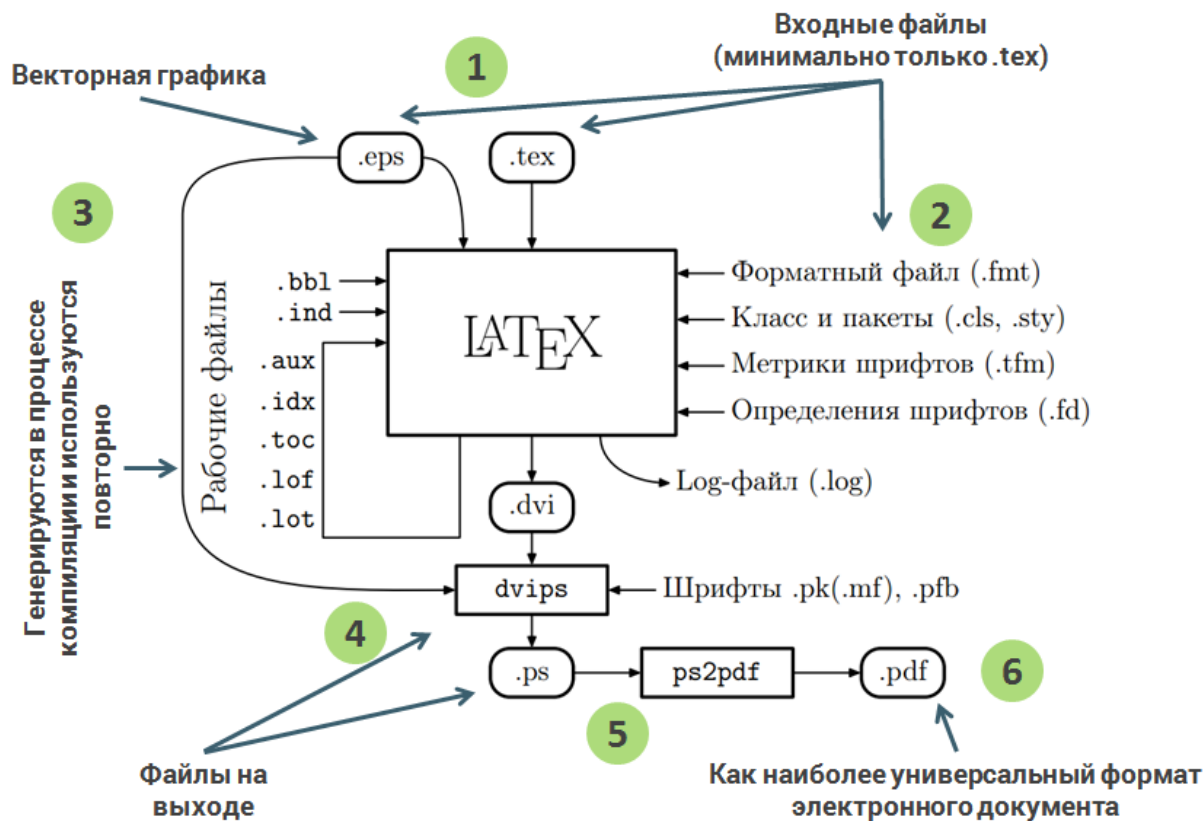 Входные файлы
(минимально только .tex)
Векторная графика
1
.eps
.tex
3
2
Генерируются в процессе
компиляции и используются
повторно
Рабочие файлы
.bbl
.ind
.aux
.idx
.toc
.lof
.lot
LATEX
Форматный файл (.fmt)
Класс и пакеты (.cls, .sty)
Метрики шрифтов (.tfm)
Определения шрифтов (.fd)
Log-файл (.log)
.dvi
dvips
Шрифты .pk(.mf), .pfb
4
.ps
ps2pdf
.pdf
6
5
Файлы на
выходе
Как наиболее универсальный формат
электронного документа